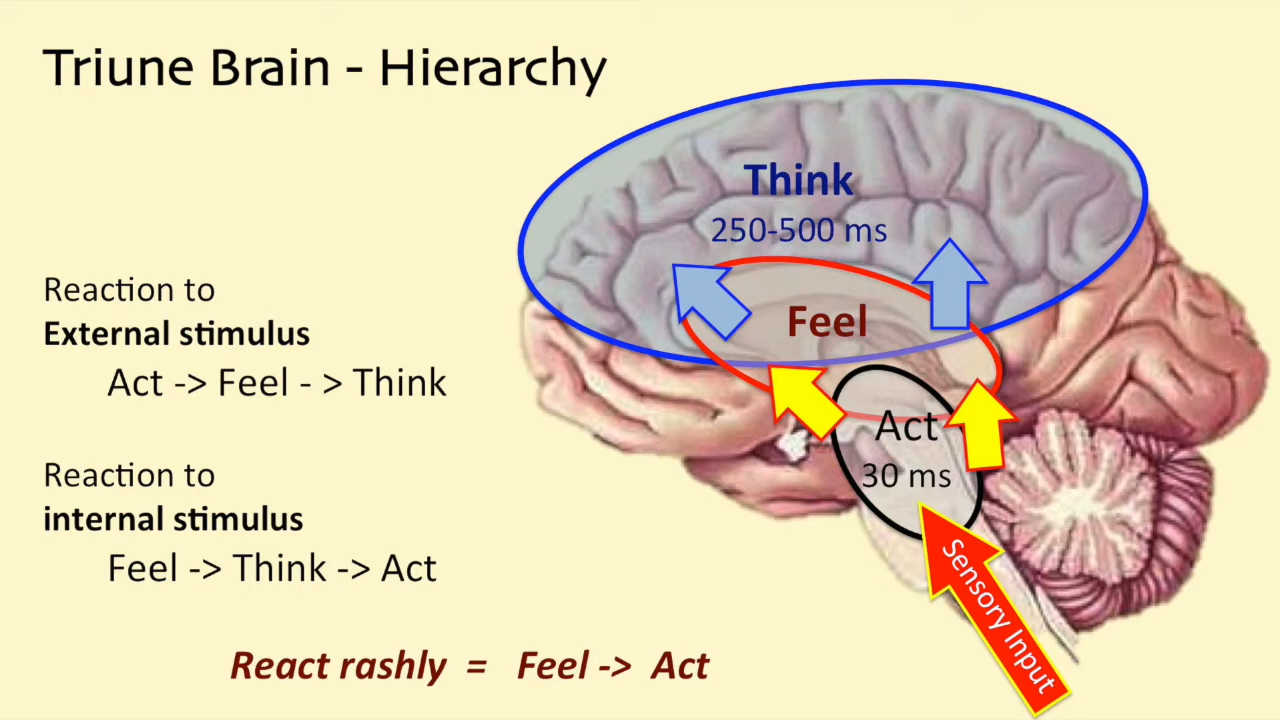 Triune Brain - Hierarchy
Think
250-500 ms
Feel
Act
30 ms
Sensory Input
Reaction to
External stimulus
Act -> Feel - > Think
Reaction to
internal stimulus
Feel -> Think -> Act
React rashly = Feel -> Act